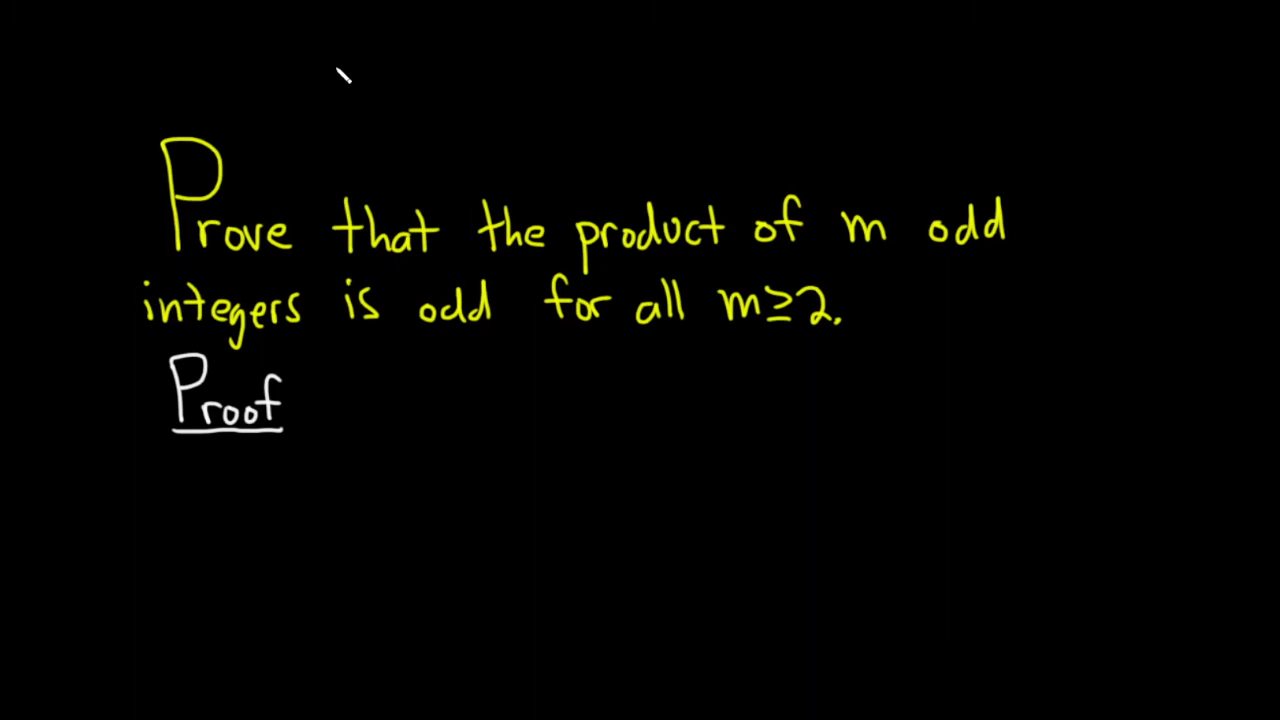 Prove that the product of m odd
integers is odd for all m≥2.
Proof